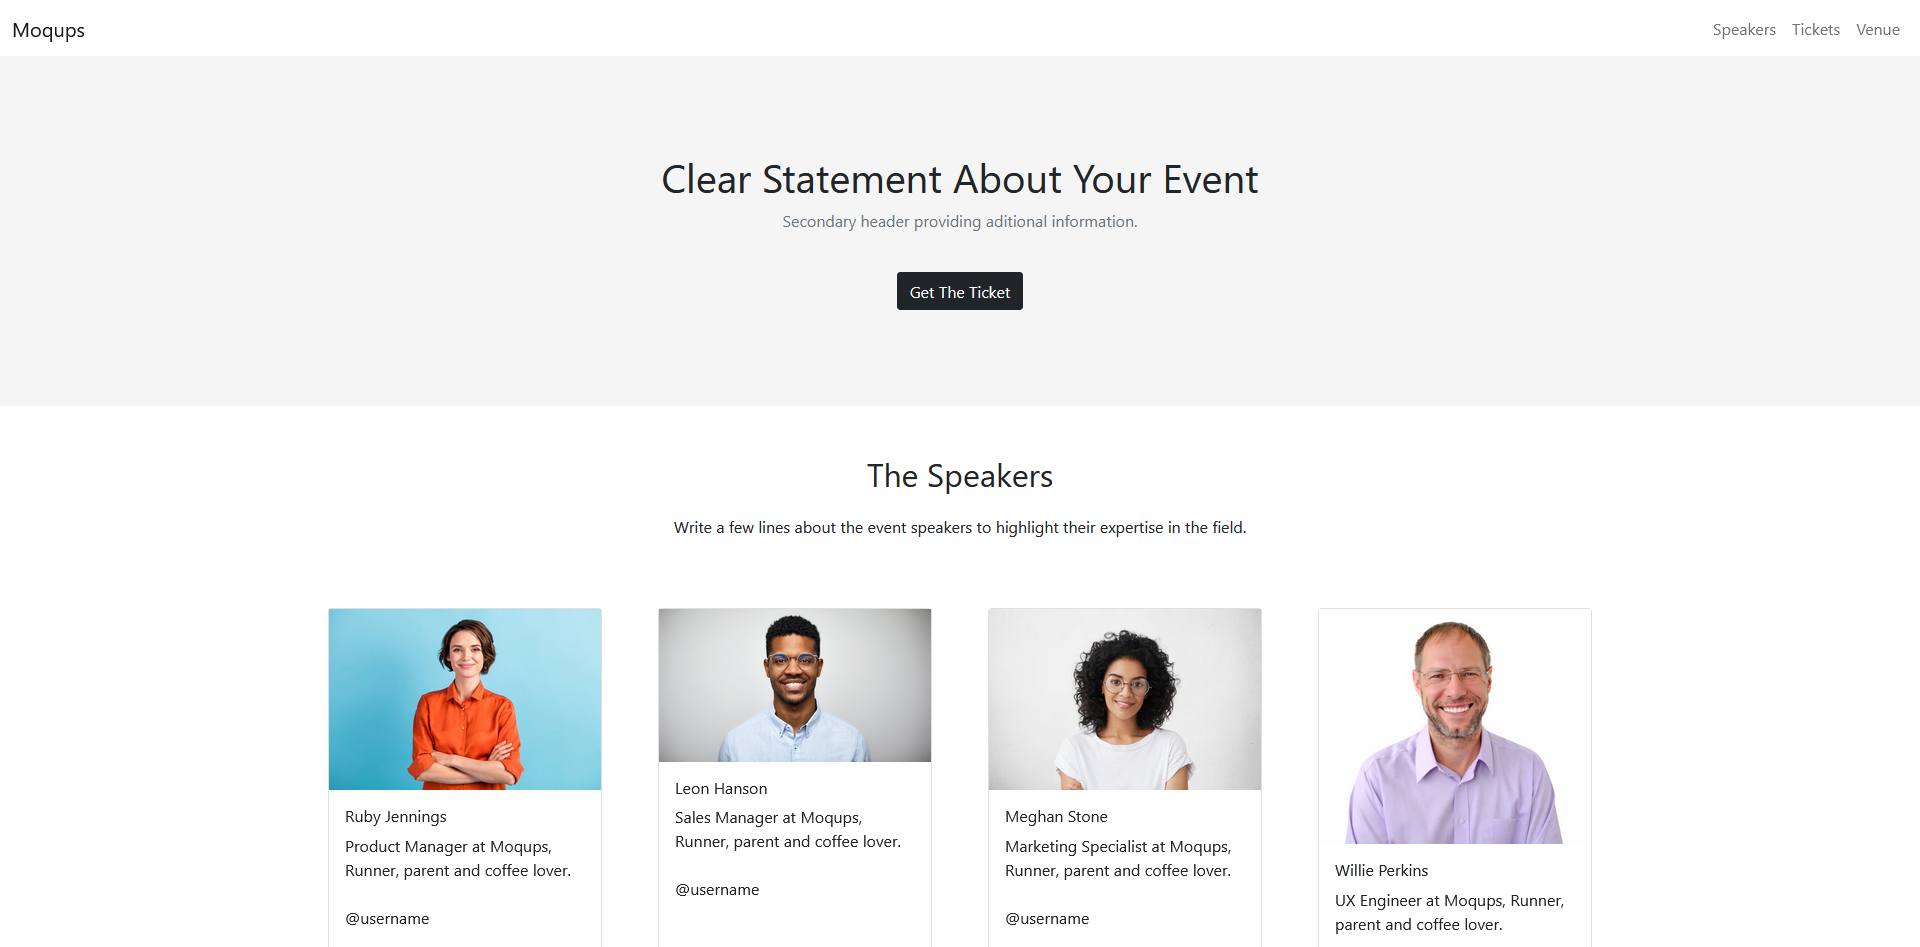 Moqups
Speakers Tickets Venue
Clear Statement About Your Event
Secondary header providing aditional information.
Get The Ticket
The Speakers
Write a few lines about the event speakers to highlight their expertise in the field.
Ruby Jennings
Product Manager at Moqups,
Runner, parent and coffee lover.
@username
Leon Hanson
Sales Manager at Moqups,
Runner, parent and coffee lover.
@username
Meghan Stone
Marketing Specialist at Moqups,
Runner, parent and coffee lover.
@username
Willie Perkins
UX Engineer at Moqups, Runner,
parent and coffee lover.